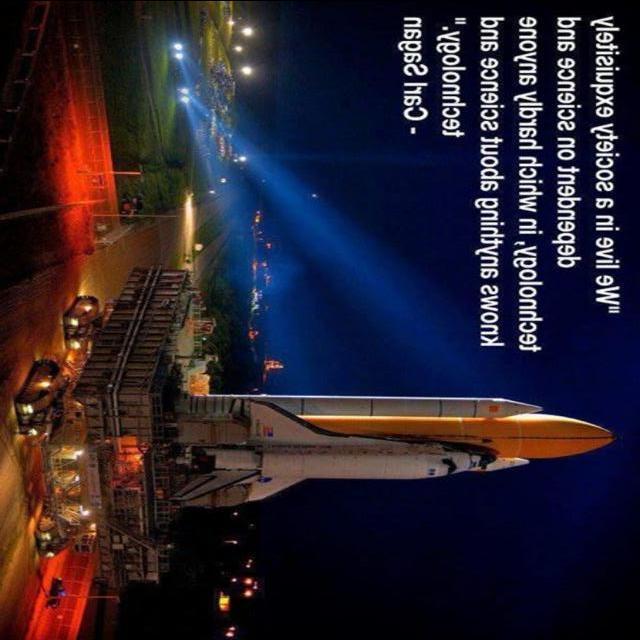 "We live in a society exquisitely
dependent on science and
technology, in which hardly anyone
knows anything about science and
technology."
- Carl Sagan